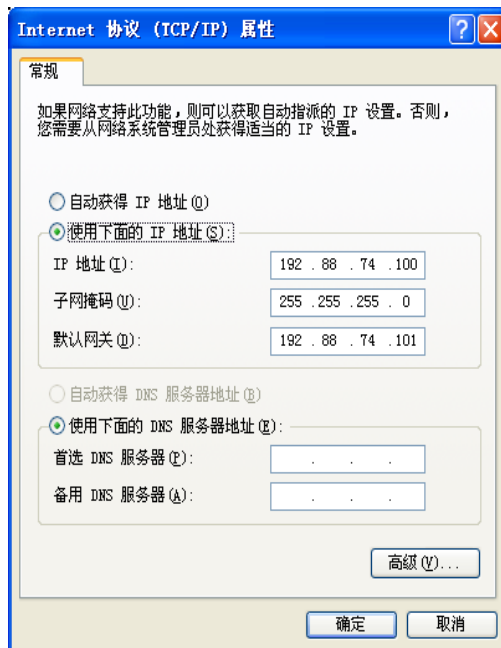 Internet 协议 (TCP/IP) 属性
常规
如果网络支持此功能，则可以获取自动指派的 IP 设置。否则，
您需要从网络系统管理员处获得适当的 IP 设置。
自动获得 IP 地址(O)
使用下面的 IP 地址(S):
IP 地址(I): 192 . 88 . 74 . 100
子网掩码(U): 255 . 255 . 255 . 0
默认网关(D): 192 . 88 . 74 . 101
自动获得 DNS 服务器地址(B)
使用下面的 DNS 服务器地址(E):
首选 DNS 服务器(P): . . .
备用 DNS 服务器(A): . . .
高级(V)...
确定 取消